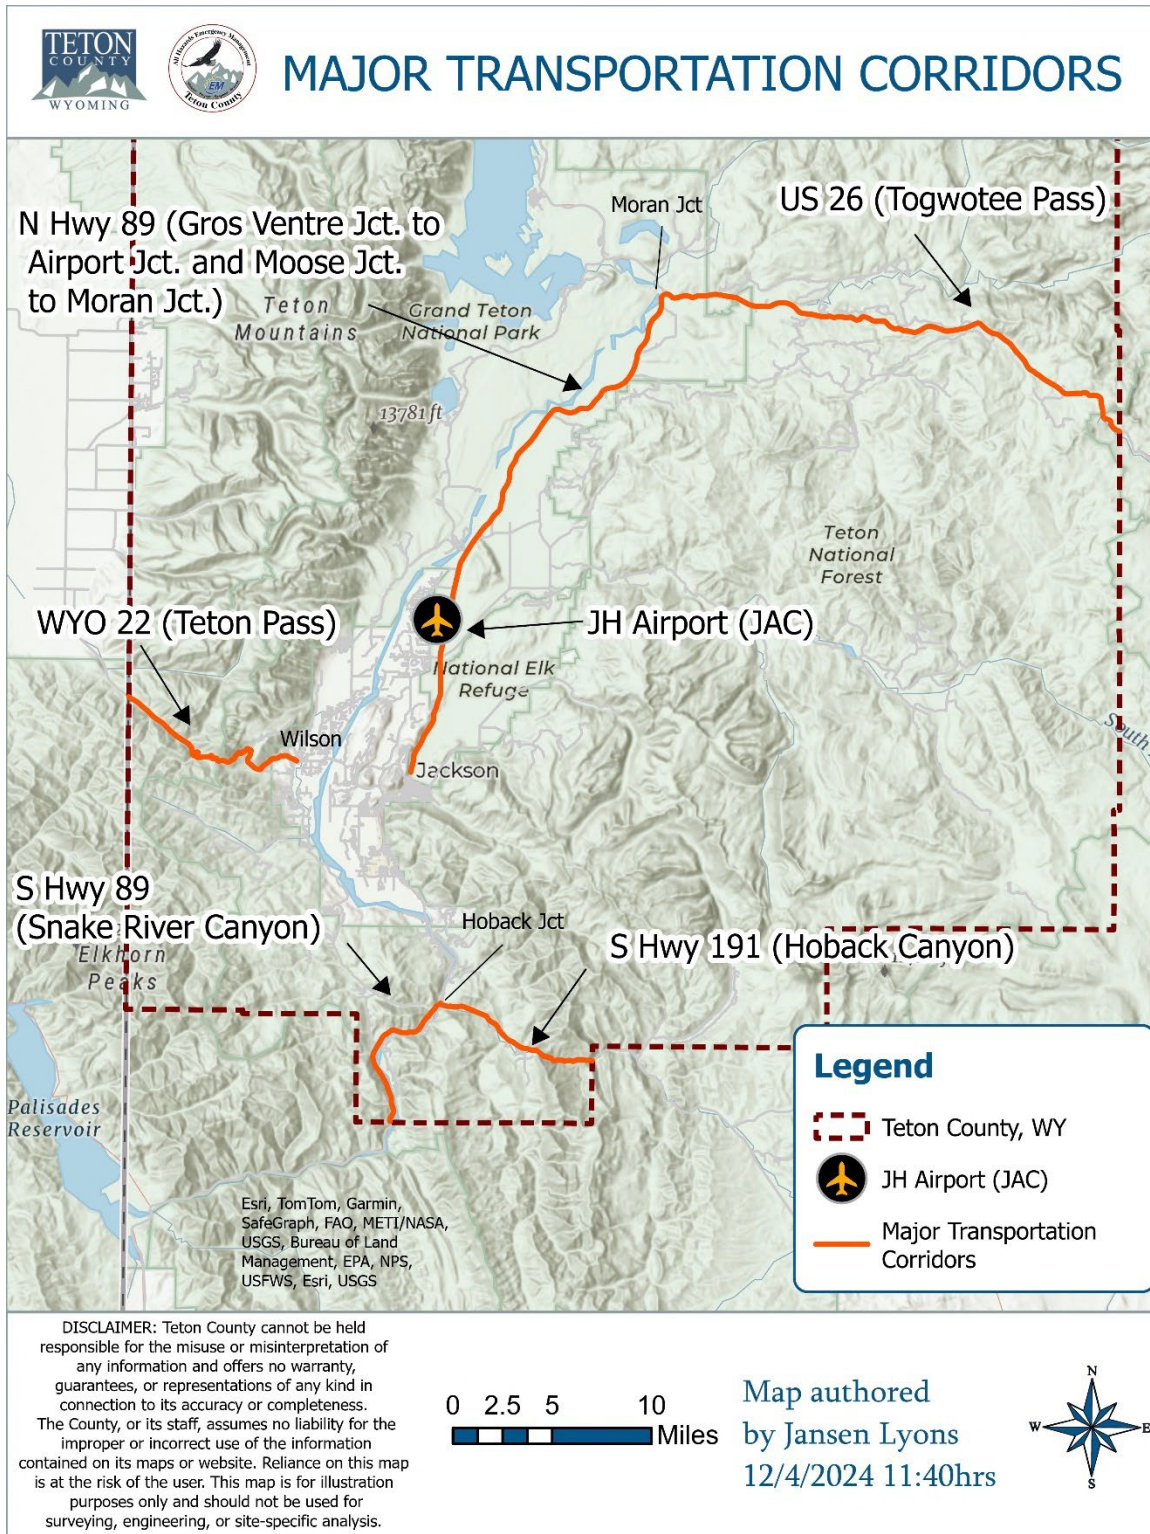 TETON
COUNTY
WYOMING
All Hazards Emergency Management
EM
Teton County
MAJOR TRANSPORTATION CORRIDORS
Moran Jct
US 26 (Togwotee Pass)
N Hwy 89 (Gros Ventre Jct. to
Airport Jct. and Moose Jct.
to Moran Jct.)
Teton
Mountains
Grand Teton
National Park
13781 ft
Teton
National
Forest
WYO 22 (Teton Pass)
JH Airport (JAC)
National Elk
Refuge
South
Wilson
Jackson
S Hwy 89
(Snake River Canyon)
Hoback Jct
S Hwy 191 (Hoback Canyon)
Elkhorn
Peaks
Palisades
Reservoir
Legend
Teton County, WY
JH Airport (JAC)
Major Transportation
Corridors
Esri, TomTom, Garmin,
SafeGraph, FAO, METI/NASA,
USGS, Bureau of Land
Management, EPA, NPS,
USFWS, Esri, USGS
DISCLAIMER: Teton County cannot be held
responsible for the misuse or misinterpretation of
any information and offers no warranty,
guarantees, or representations of any kind in
connection to its accuracy or completeness.
The County, or its staff, assumes no liability for the
improper or incorrect use of the information
contained on its maps or website. Reliance on this map
is at the risk of the user. This map is for illustration
purposes only and should not be used for
surveying, engineering, or site-specific analysis.
0 2.5 5 10
Miles
Map authored
by Jansen Lyons
12/4/2024 11:40hrs
N
W E
S